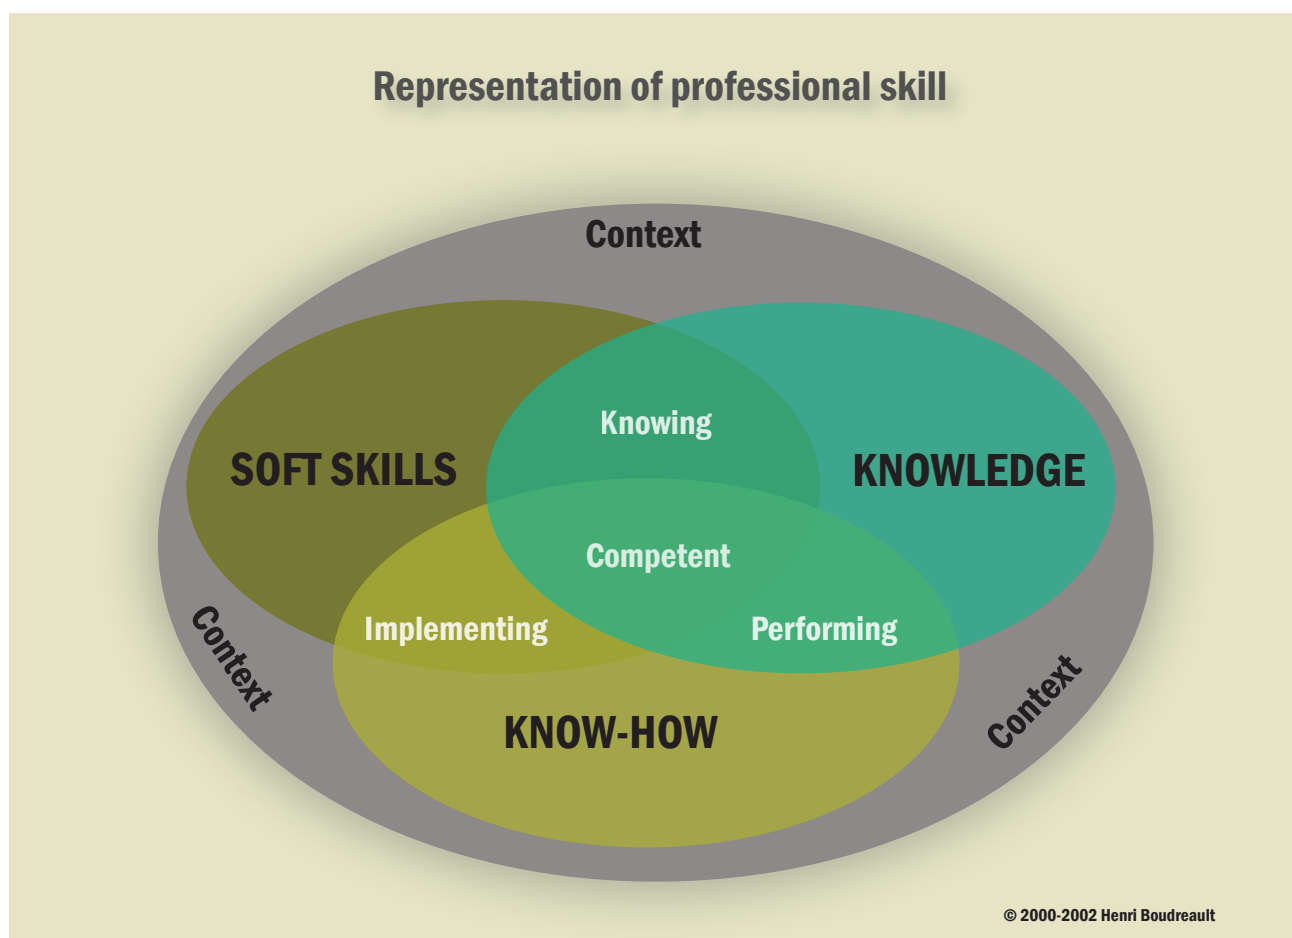 Representation of professional skill
Context
Knowing
SOFT SKILLS
KNOWLEDGE
Competent
Implementing
Performing
Context
Context
KNOW-HOW
© 2000-2002 Henri Boudreault